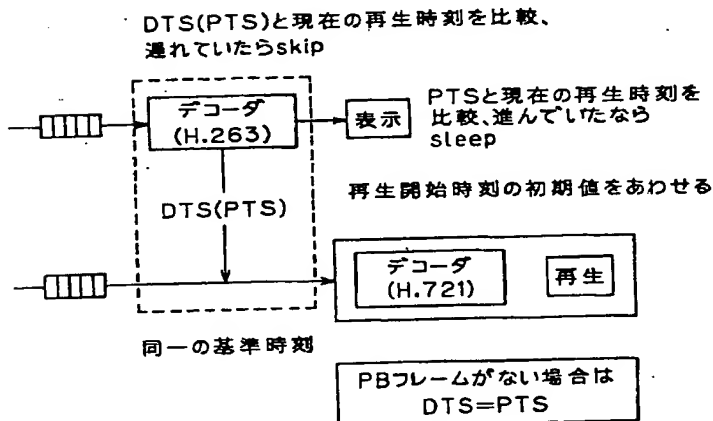 DTS(PTS)と現在の再生時刻を比較、
遅れていたらskip
デコーダ
(H.263)
表示
PTSと現在の再生時刻を
比較、進んでいたなら
sleep
DTS(PTS)
再生開始時刻の初期値をあわせる
デコーダ
(H.721)
再生
同一の基準時刻
PBフレームがない場合は
DTS=PTS